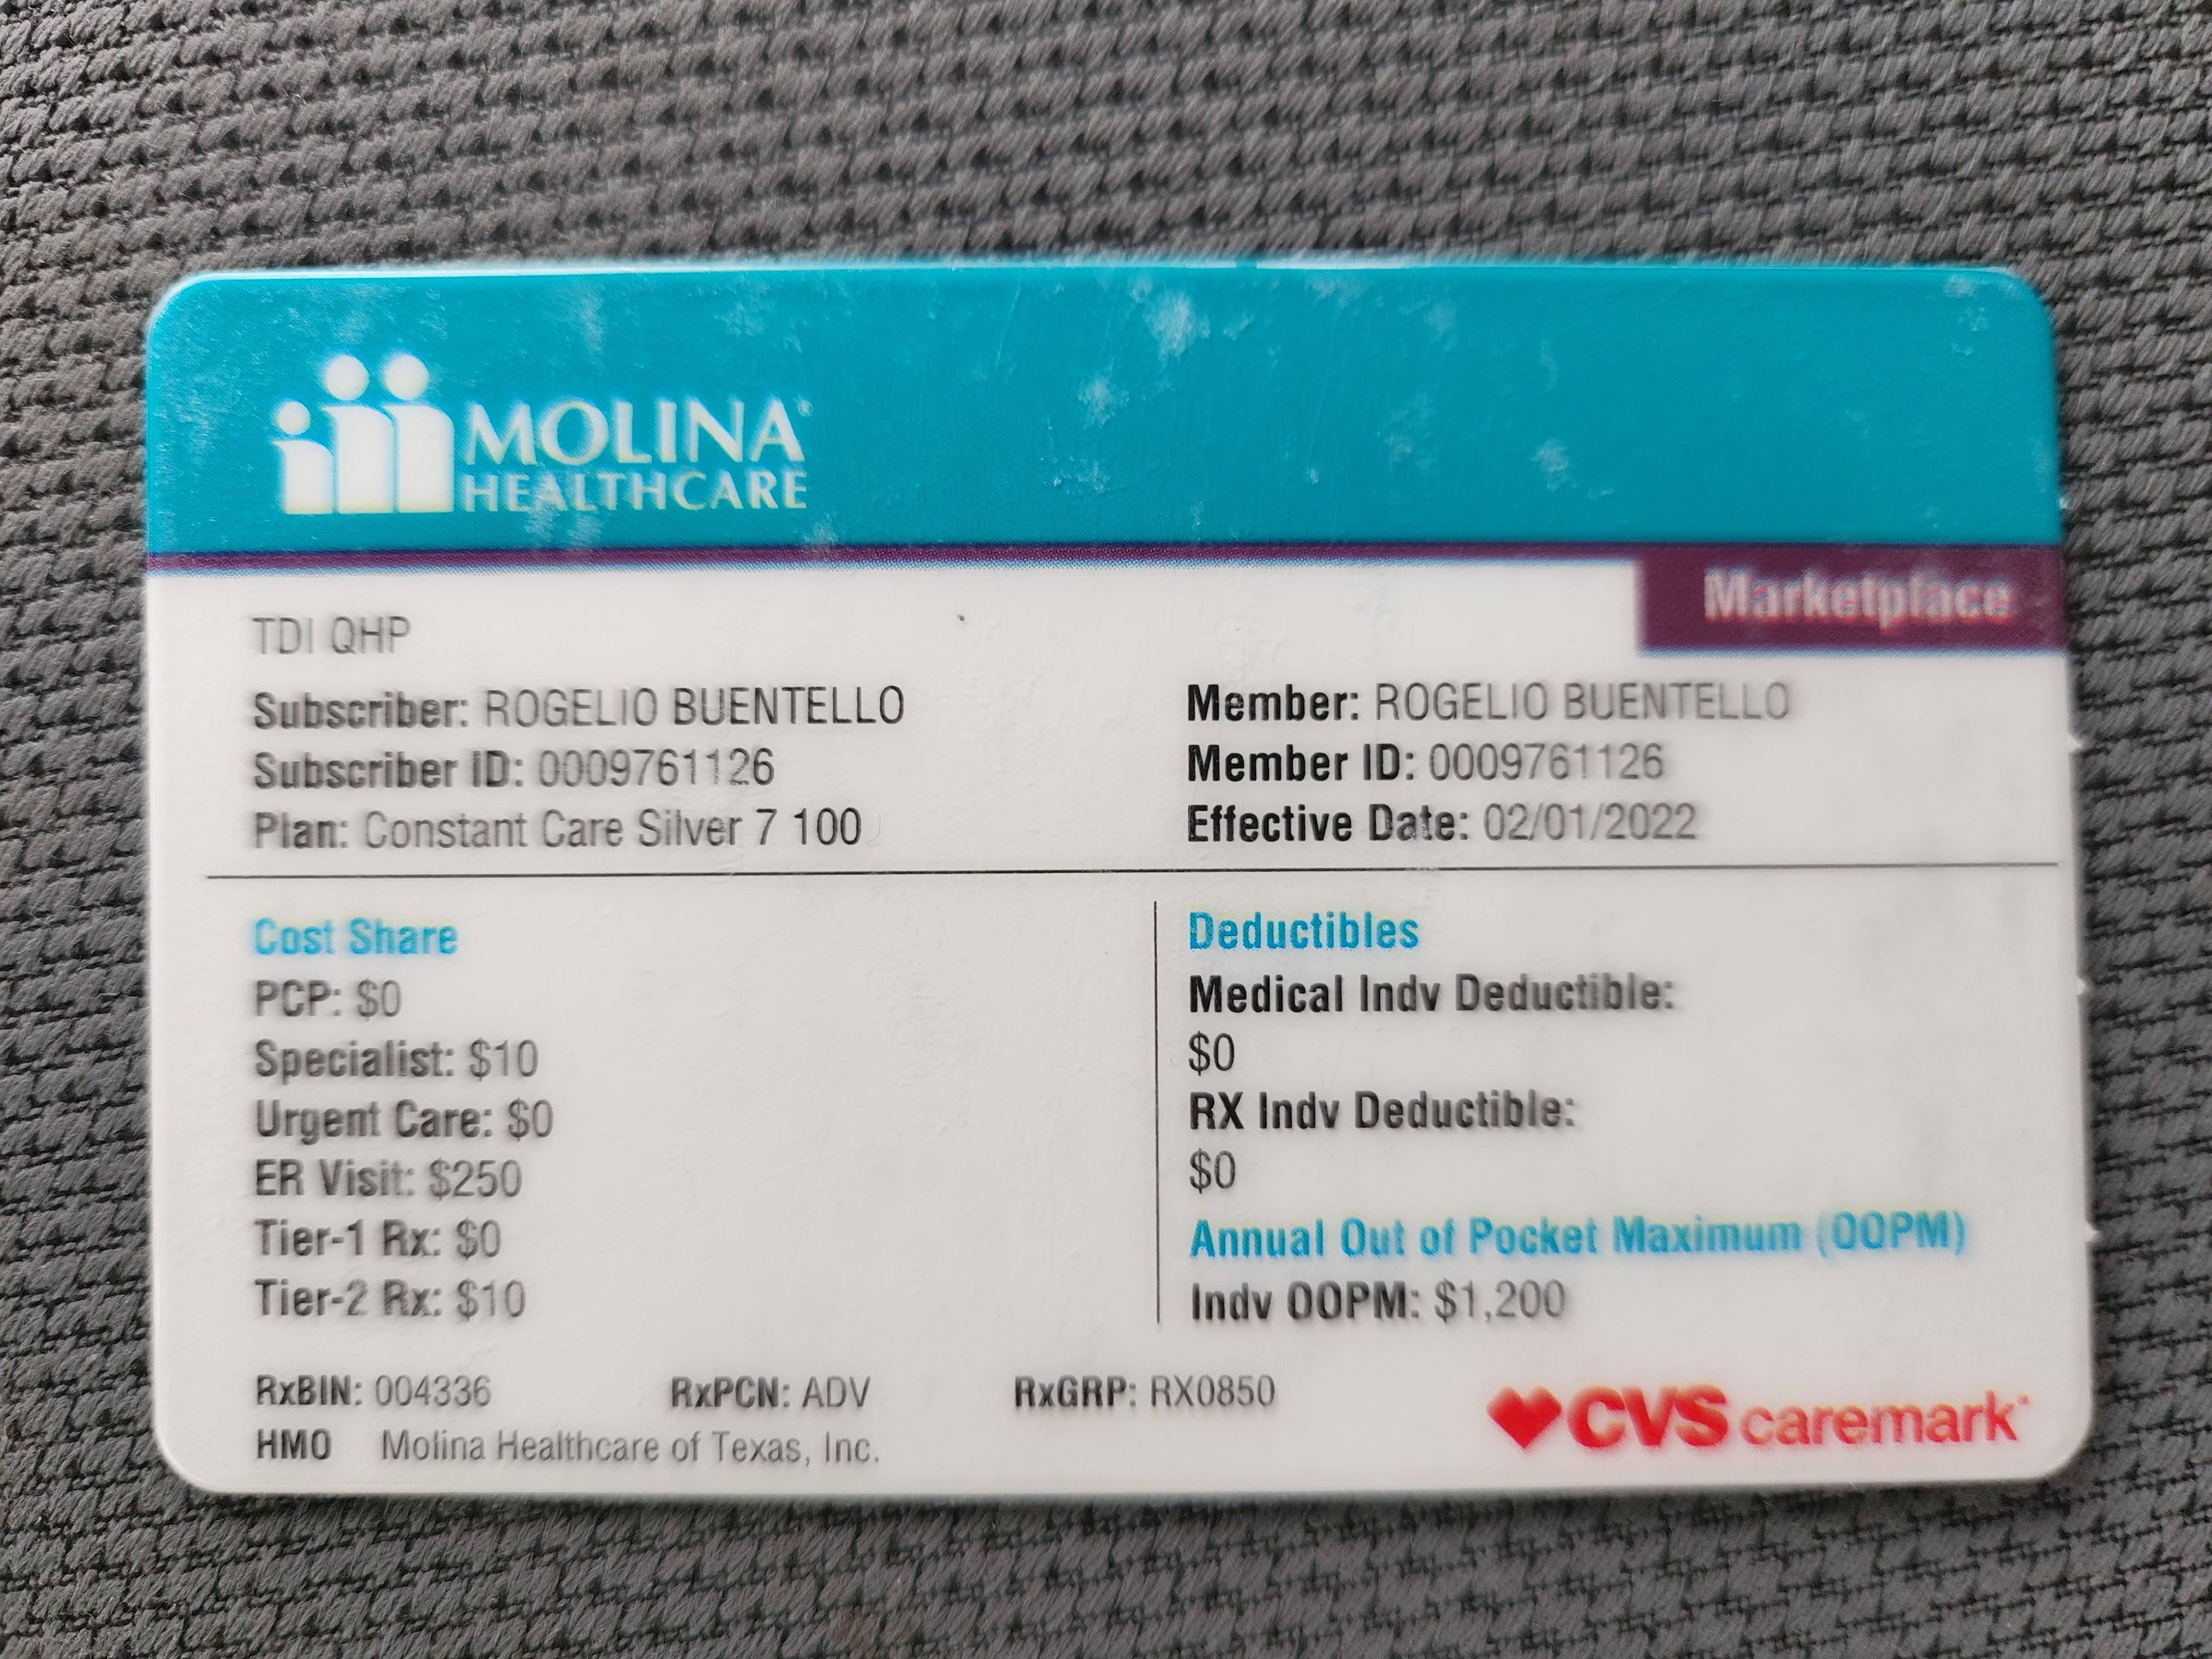 MOLINA®
HEALTHCARE
Marketplace
TDI QHP
Subscriber: ROGELIO BUENTELLO
Subscriber ID: 0009761126
Plan: Constant Care Silver 7 100
Member: ROGELIO BUENTELLO
Member ID: 0009761126
Effective Date: 02/01/2022
Cost Share
PCP: $0
Specialist: $10
Urgent Care: $0
ER Visit: $250
Tier-1 Rx: $0
Tier-2 Rx: $10
Deductibles
Medical Indv Deductible:
$0
RX Indv Deductible:
$0
Annual Out of Pocket Maximum (OOPM)
Indv OOPM: $1,200
RxBIN: 004336 RxPCN: ADV RxGRP: RX0850
HMO Molina Healthcare of Texas, Inc.
CVS caremark